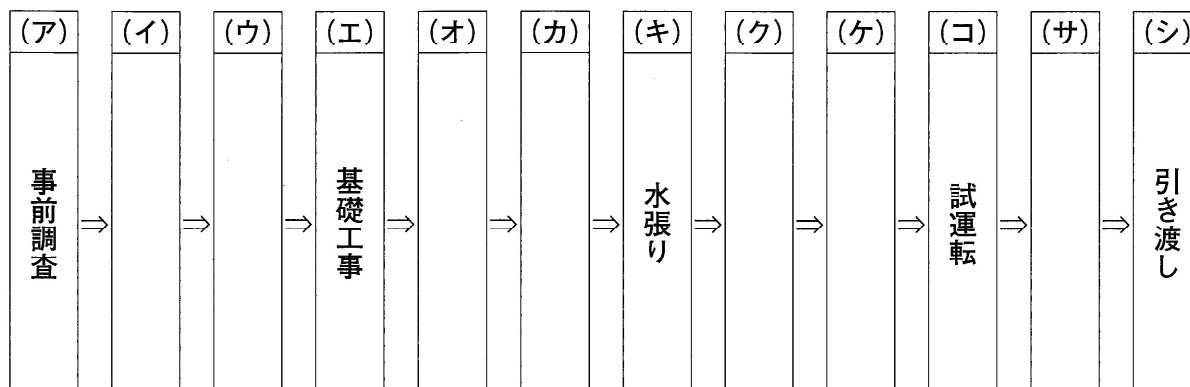 (ア) (イ) (ウ) (エ) (オ) (カ) (キ) (ク) (ケ) (コ) (サ) (シ)
事前調査 ⇒ ⇒ ⇒ 基礎工事 ⇒ ⇒ ⇒ 水張り ⇒ ⇒ ⇒ 試運転 ⇒ ⇒ 引き渡し